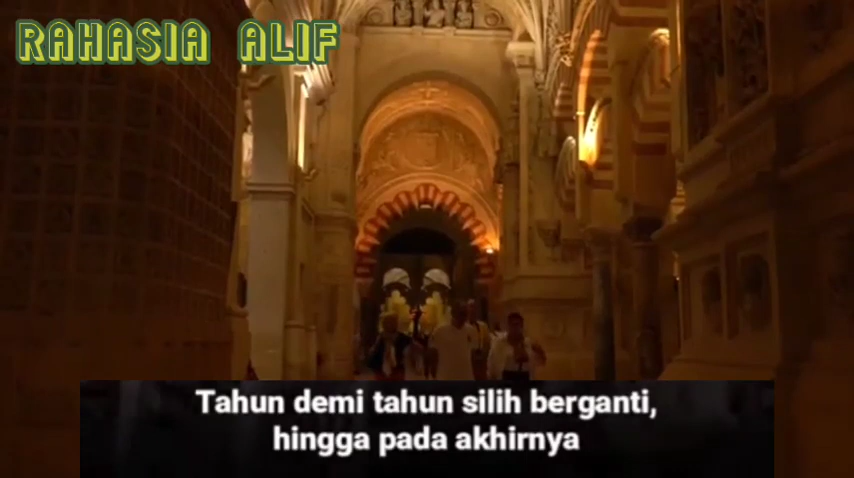 RAHASIA ALIF
Tahun demi tahun silih berganti,
hingga pada akhirnya